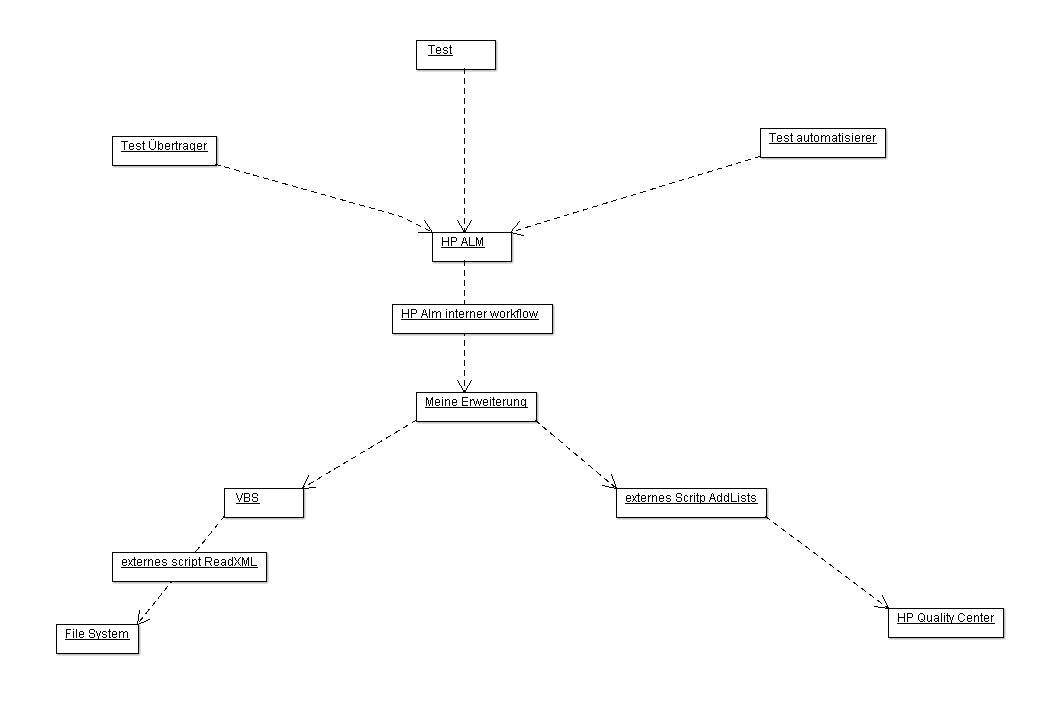 Test
Test Übertrager
Test automatisierer
HP ALM
HP Alm interner workflow
Meine Erweiterung
VBS
externes Scritp AddLists
externes script ReadXML
File System
HP Quality Center